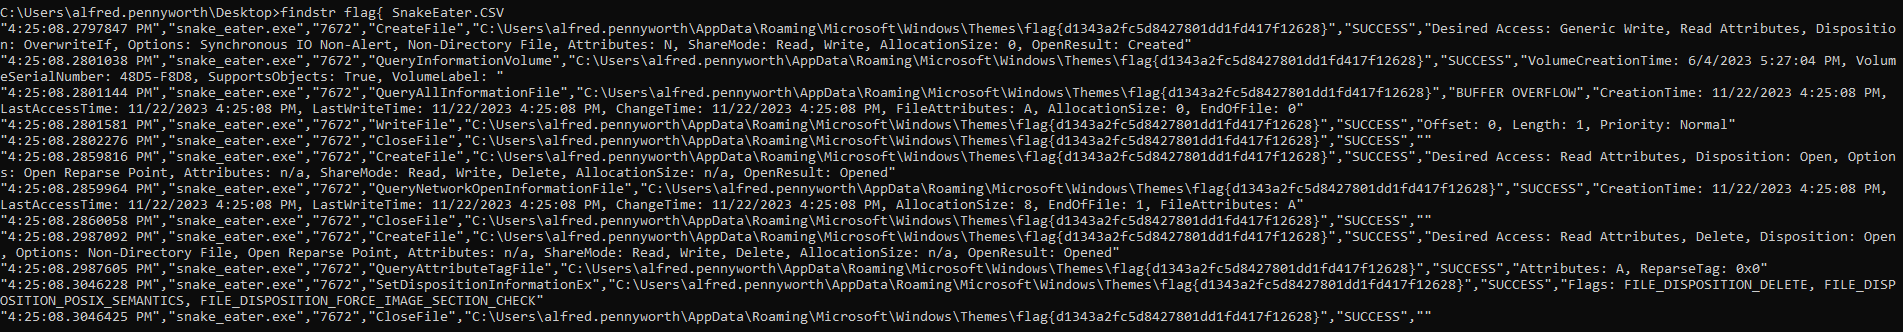 C:\Users\alfred.pennyworth\Desktop>findstr flag{ SnakeEater.CSV
"4:25:08.2797847 PM","snake_eater.exe","7672","CreateFile","C:\Users\alfred.pennyworth\AppData\Roaming\Microsoft\Windows\Themes\flag{d1343a2fc5d8427801dd1fd417f12628}","SUCCESS","Desired Access: Generic Write, Read Attributes, Dispositio
n: OverwriteIf, Options: Synchronous IO Non-Alert, Non-Directory File, Attributes: N, ShareMode: Read, Write, AllocationSize: 0, OpenResult: Created"
"4:25:08.2801038 PM","snake_eater.exe","7672","QueryInformationVolume","C:\Users\alfred.pennyworth\AppData\Roaming\Microsoft\Windows\Themes\flag{d1343a2fc5d8427801dd1fd417f12628}","SUCCESS","VolumeCreationTime: 6/4/2023 5:27:04 PM, Volum
eSerialNumber: 48D5-F8D8, SupportsObjects: True, VolumeLabel: "
"4:25:08.2801144 PM","snake_eater.exe","7672","QueryAllInformationFile","C:\Users\alfred.pennyworth\AppData\Roaming\Microsoft\Windows\Themes\flag{d1343a2fc5d8427801dd1fd417f12628}","BUFFER OVERFLOW","CreationTime: 11/22/2023 4:25:08 PM,
LastAccessTime: 11/22/2023 4:25:08 PM, LastWriteTime: 11/22/2023 4:25:08 PM, ChangeTime: 11/22/2023 4:25:08 PM, FileAttributes: A, AllocationSize: 0, EndOfFile: 0"
"4:25:08.2801581 PM","snake_eater.exe","7672","WriteFile","C:\Users\alfred.pennyworth\AppData\Roaming\Microsoft\Windows\Themes\flag{d1343a2fc5d8427801dd1fd417f12628}","SUCCESS","Offset: 0, Length: 1, Priority: Normal"
"4:25:08.2802276 PM","snake_eater.exe","7672","CloseFile","C:\Users\alfred.pennyworth\AppData\Roaming\Microsoft\Windows\Themes\flag{d1343a2fc5d8427801dd1fd417f12628}","SUCCESS",""
"4:25:08.2859816 PM","snake_eater.exe","7672","CreateFile","C:\Users\alfred.pennyworth\AppData\Roaming\Microsoft\Windows\Themes\flag{d1343a2fc5d8427801dd1fd417f12628}","SUCCESS","Desired Access: Read Attributes, Disposition: Open, Option
s: Open Reparse Point, Attributes: n/a, ShareMode: Read, Write, Delete, AllocationSize: n/a, OpenResult: Opened"
"4:25:08.2859964 PM","snake_eater.exe","7672","QueryNetworkOpenInformationFile","C:\Users\alfred.pennyworth\AppData\Roaming\Microsoft\Windows\Themes\flag{d1343a2fc5d8427801dd1fd417f12628}","SUCCESS","CreationTime: 11/22/2023 4:25:08 PM,
LastAccessTime: 11/22/2023 4:25:08 PM, LastWriteTime: 11/22/2023 4:25:08 PM, ChangeTime: 11/22/2023 4:25:08 PM, AllocationSize: 8, EndOfFile: 1, FileAttributes: A"
"4:25:08.2860058 PM","snake_eater.exe","7672","CloseFile","C:\Users\alfred.pennyworth\AppData\Roaming\Microsoft\Windows\Themes\flag{d1343a2fc5d8427801dd1fd417f12628}","SUCCESS",""
"4:25:08.2987092 PM","snake_eater.exe","7672","CreateFile","C:\Users\alfred.pennyworth\AppData\Roaming\Microsoft\Windows\Themes\flag{d1343a2fc5d8427801dd1fd417f12628}","SUCCESS","Desired Access: Read Attributes, Delete, Disposition: Open
, Options: Non-Directory File, Open Reparse Point, Attributes: n/a, ShareMode: Read, Write, Delete, AllocationSize: n/a, OpenResult: Opened"
"4:25:08.2987605 PM","snake_eater.exe","7672","QueryAttributeTagFile","C:\Users\alfred.pennyworth\AppData\Roaming\Microsoft\Windows\Themes\flag{d1343a2fc5d8427801dd1fd417f12628}","SUCCESS","Attributes: A, ReparseTag: 0x0"
"4:25:08.3046228 PM","snake_eater.exe","7672","SetDispositionInformationEx","C:\Users\alfred.pennyworth\AppData\Roaming\Microsoft\Windows\Themes\flag{d1343a2fc5d8427801dd1fd417f12628}","SUCCESS","Flags: FILE_DISPOSITION_DELETE, FILE_DISP
OSITION_POSIX_SEMANTICS, FILE_DISPOSITION_FORCE_IMAGE_SECTION_CHECK"
"4:25:08.3046425 PM","snake_eater.exe","7672","CloseFile","C:\Users\alfred.pennyworth\AppData\Roaming\Microsoft\Windows\Themes\flag{d1343a2fc5d8427801dd1fd417f12628}","SUCCESS",""